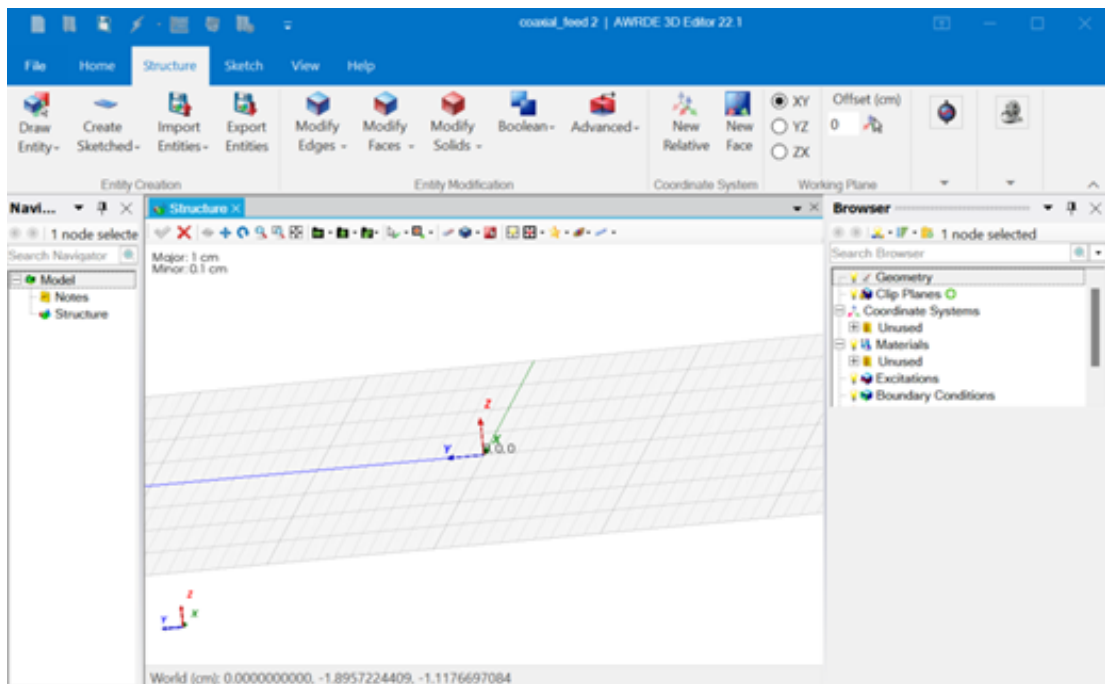 coaxial_feed 2 | AWRDE 3D Editor 22.1
File Home Structure Sketch View Help
Draw Entity
Create Sketched
Import Entities
Export Entities
Modify Edges
Modify Faces
Modify Solids
Boolean
Advanced
New Relative
New Face
XY
YZ
ZX
Offset (cm)
0
Entity Creation
Entity Modification
Coordinate System
Working Plane
Navi...
1 node selecte
Search Navigator
Model
Notes
Structure
Structure
Major: 1 cm
Minor: 0.1 cm
Z
X
Y
0,0
Z
X
Y
World (cm): 0.0000000000, -1.8957224409, -1.1176697084
Browser
1 node selected
Search Browser
Geometry
Clip Planes
Coordinate Systems
Unused
Materials
Unused
Excitations
Boundary Conditions